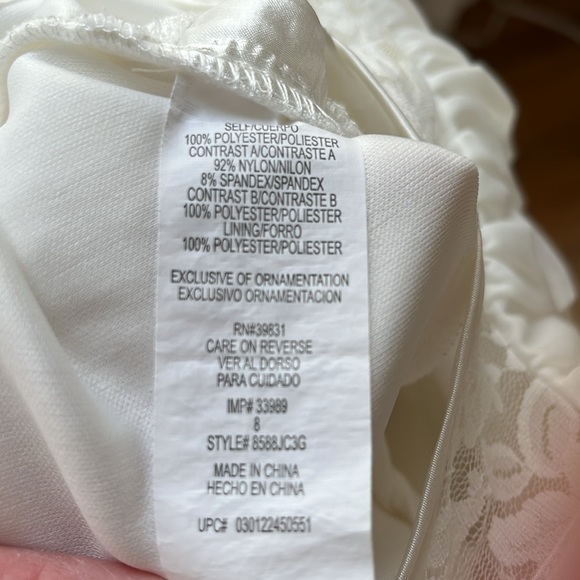 SELF/CUERPO
100% POLYESTER/POLIESTER
CONTRAST A/CONTRASTE A
92% NYLON/NILON
8% SPANDEX/SPANDEX
CONTRAST B/CONTRASTE B
100% POLYESTER/POLIESTER
LINING/FORRO
100% POLYESTER/POLIESTER
EXCLUSIVE OF ORNAMENTATION
EXCLUSIVO ORNAMENTACION
RN#39831
CARE ON REVERSE
VER AL DORSO
PARA CUIDADO
IMP# 33989
8
STYLE# 8588JC3G
MADE IN CHINA
HECHO EN CHINA
UPC# 030122450551